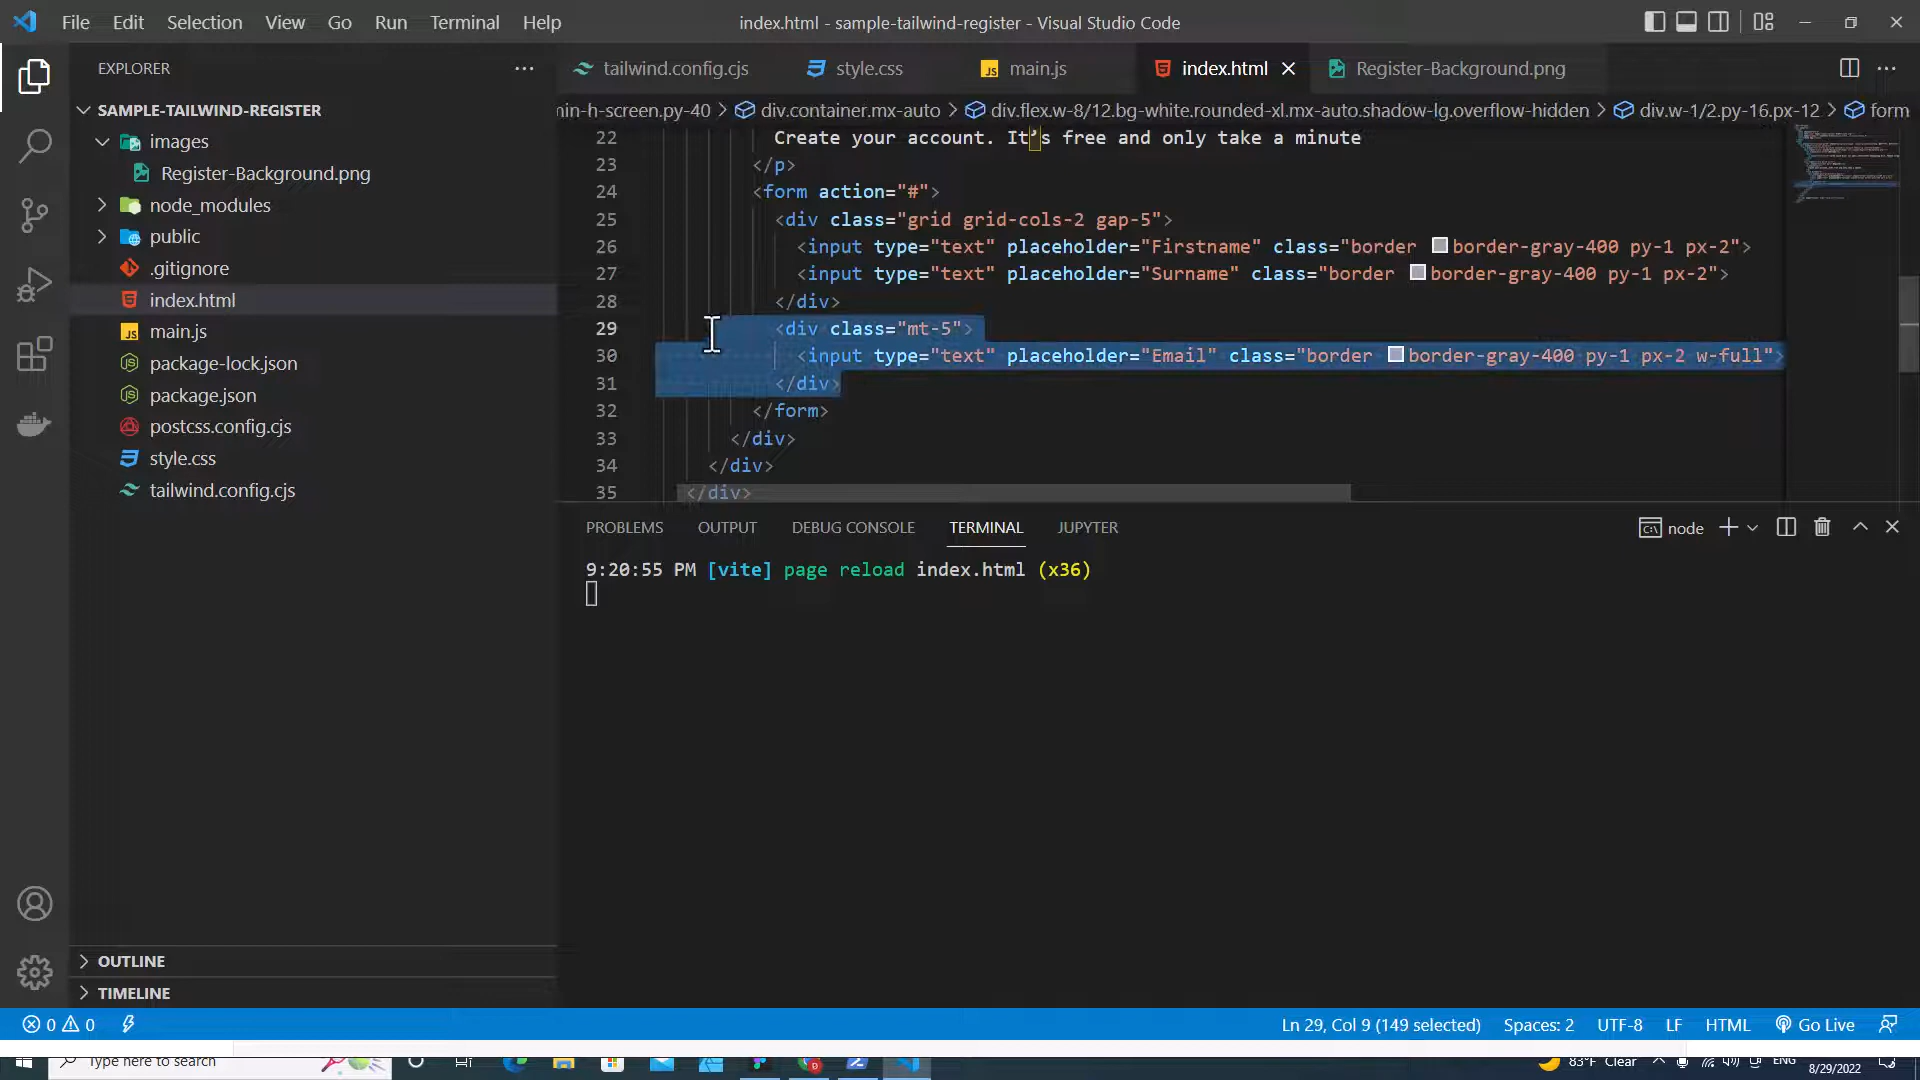 File Edit Selection View Go Run Terminal Help
index.html - sample-tailwind-register - Visual Studio Code
EXPLORER
SAMPLE-TAILWIND-REGISTER
images
Register-Background.png
node_modules
public
.gitignore
index.html
main.js
package-lock.json
package.json
postcss.config.cjs
style.css
tailwind.config.cjs
OUTLINE
TIMELINE
tailwind.config.cjs style.css main.js index.html Register-Background.png
nin-h-screen.py-40 > div.container.mx-auto > div.flex.w-8/12.bg-white.rounded-xl.mx-auto.shadow-lg.overflow-hidden > div.w-1/2.py-16.px-12 > form
22 Create your account. It’s free and only take a minute
23 </p>
24 <form action="#">
25 <div class="grid grid-cols-2 gap-5">
26 <input type="text" placeholder="Firstname" class="border border-gray-400 py-1 px-2">
27 <input type="text" placeholder="Surname" class="border border-gray-400 py-1 px-2">
28 </div>
29 <div class="mt-5">
30 <input type="text" placeholder="Email" class="border border-gray-400 py-1 px-2 w-full">
31 </div>
32 </form>
33 </div>
34 </div>
35 </div>
PROBLEMS OUTPUT DEBUG CONSOLE TERMINAL JUPYTER
node
9:20:55 PM [vite] page reload index.html (x36)
0 0
Ln 29, Col 9 (149 selected) Spaces: 2 UTF-8 LF HTML Go Live
Type here to search
83°F Clear
ENG
8/29/2022